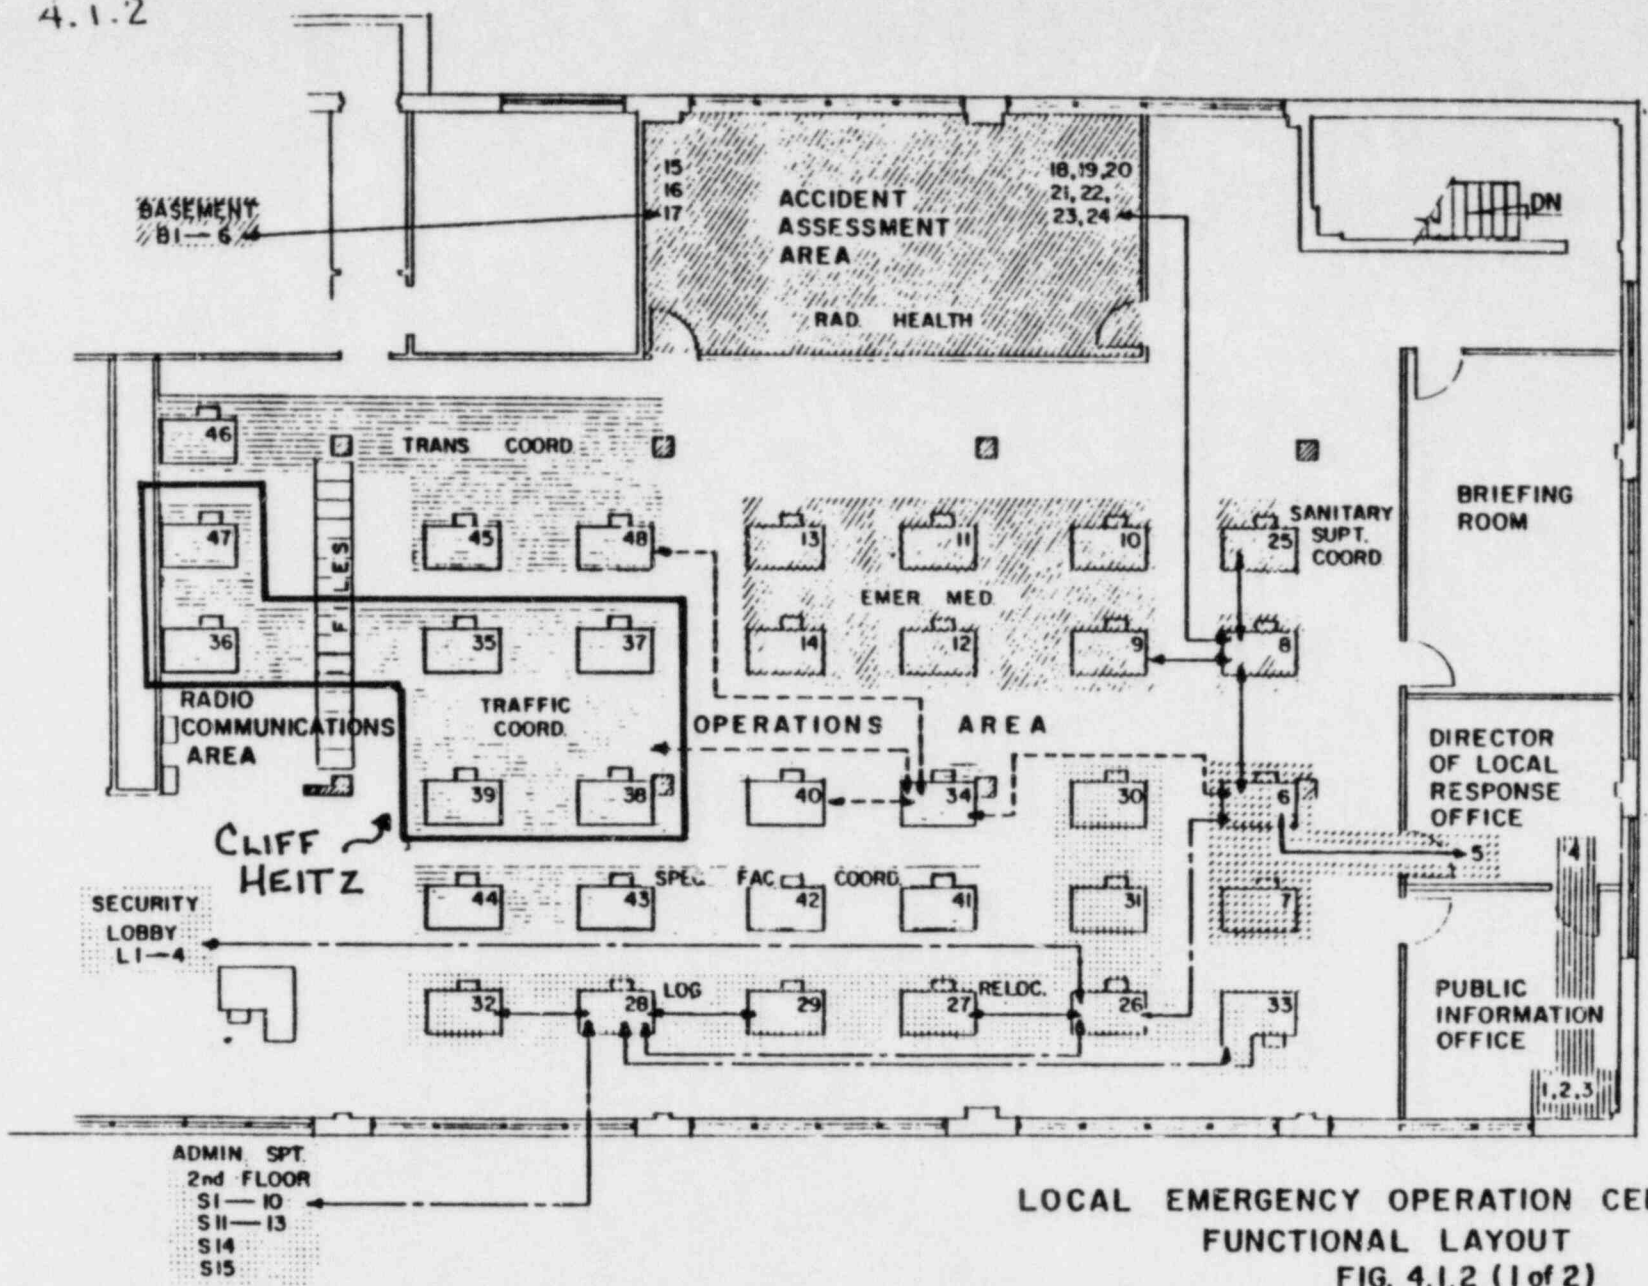 4.1.2
BASEMENT
B1—6
15
16
17
ACCIDENT
ASSESSMENT
AREA
18,19,20
21,22,
23,24
RAD. HEALTH
DN
46
TRANS COORD.
47
FILES
45
48
13
11
10
25
SANITARY
SUPT.
COORD.
BRIEFING
ROOM
EMER. MED.
36
35
37
14
12
9
8
RADIO
COMMUNICATIONS
AREA
TRAFFIC
COORD.
OPERATIONS AREA
DIRECTOR
OF LOCAL
RESPONSE
OFFICE
39
38
40
34
30
6
5
4
CLIFF
HEITZ
SPEC. FAC. COORD.
44
43
42
41
31
7
SECURITY
LOBBY
L1—4
32
28
LOG
29
27
RELOC.
26
33
PUBLIC
INFORMATION
OFFICE
1,2,3
ADMIN. SPT.
2nd FLOOR
S1—10
S11—13
S14
S15
LOCAL EMERGENCY OPERATION CE
FUNCTIONAL LAYOUT
FIG. 4.1.2 (1 of 2)